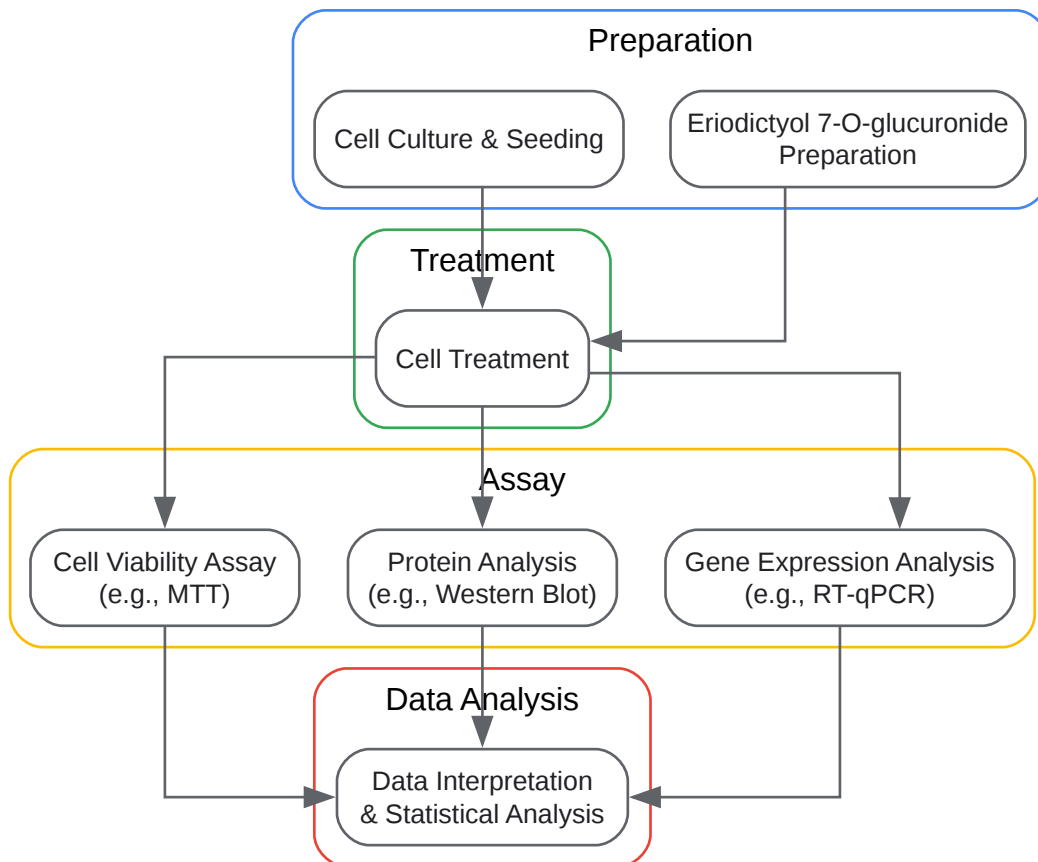 Preparation
Cell Culture & Seeding
Eriodictyol 7-O-glucuronide
Preparation
Treatment
Cell Treatment
Assay
Cell Viability Assay
(e.g., MTT)
Protein Analysis
(e.g., Western Blot)
Gene Expression Analysis
(e.g., RT-qPCR)
Data Analysis
Data Interpretation
& Statistical Analysis